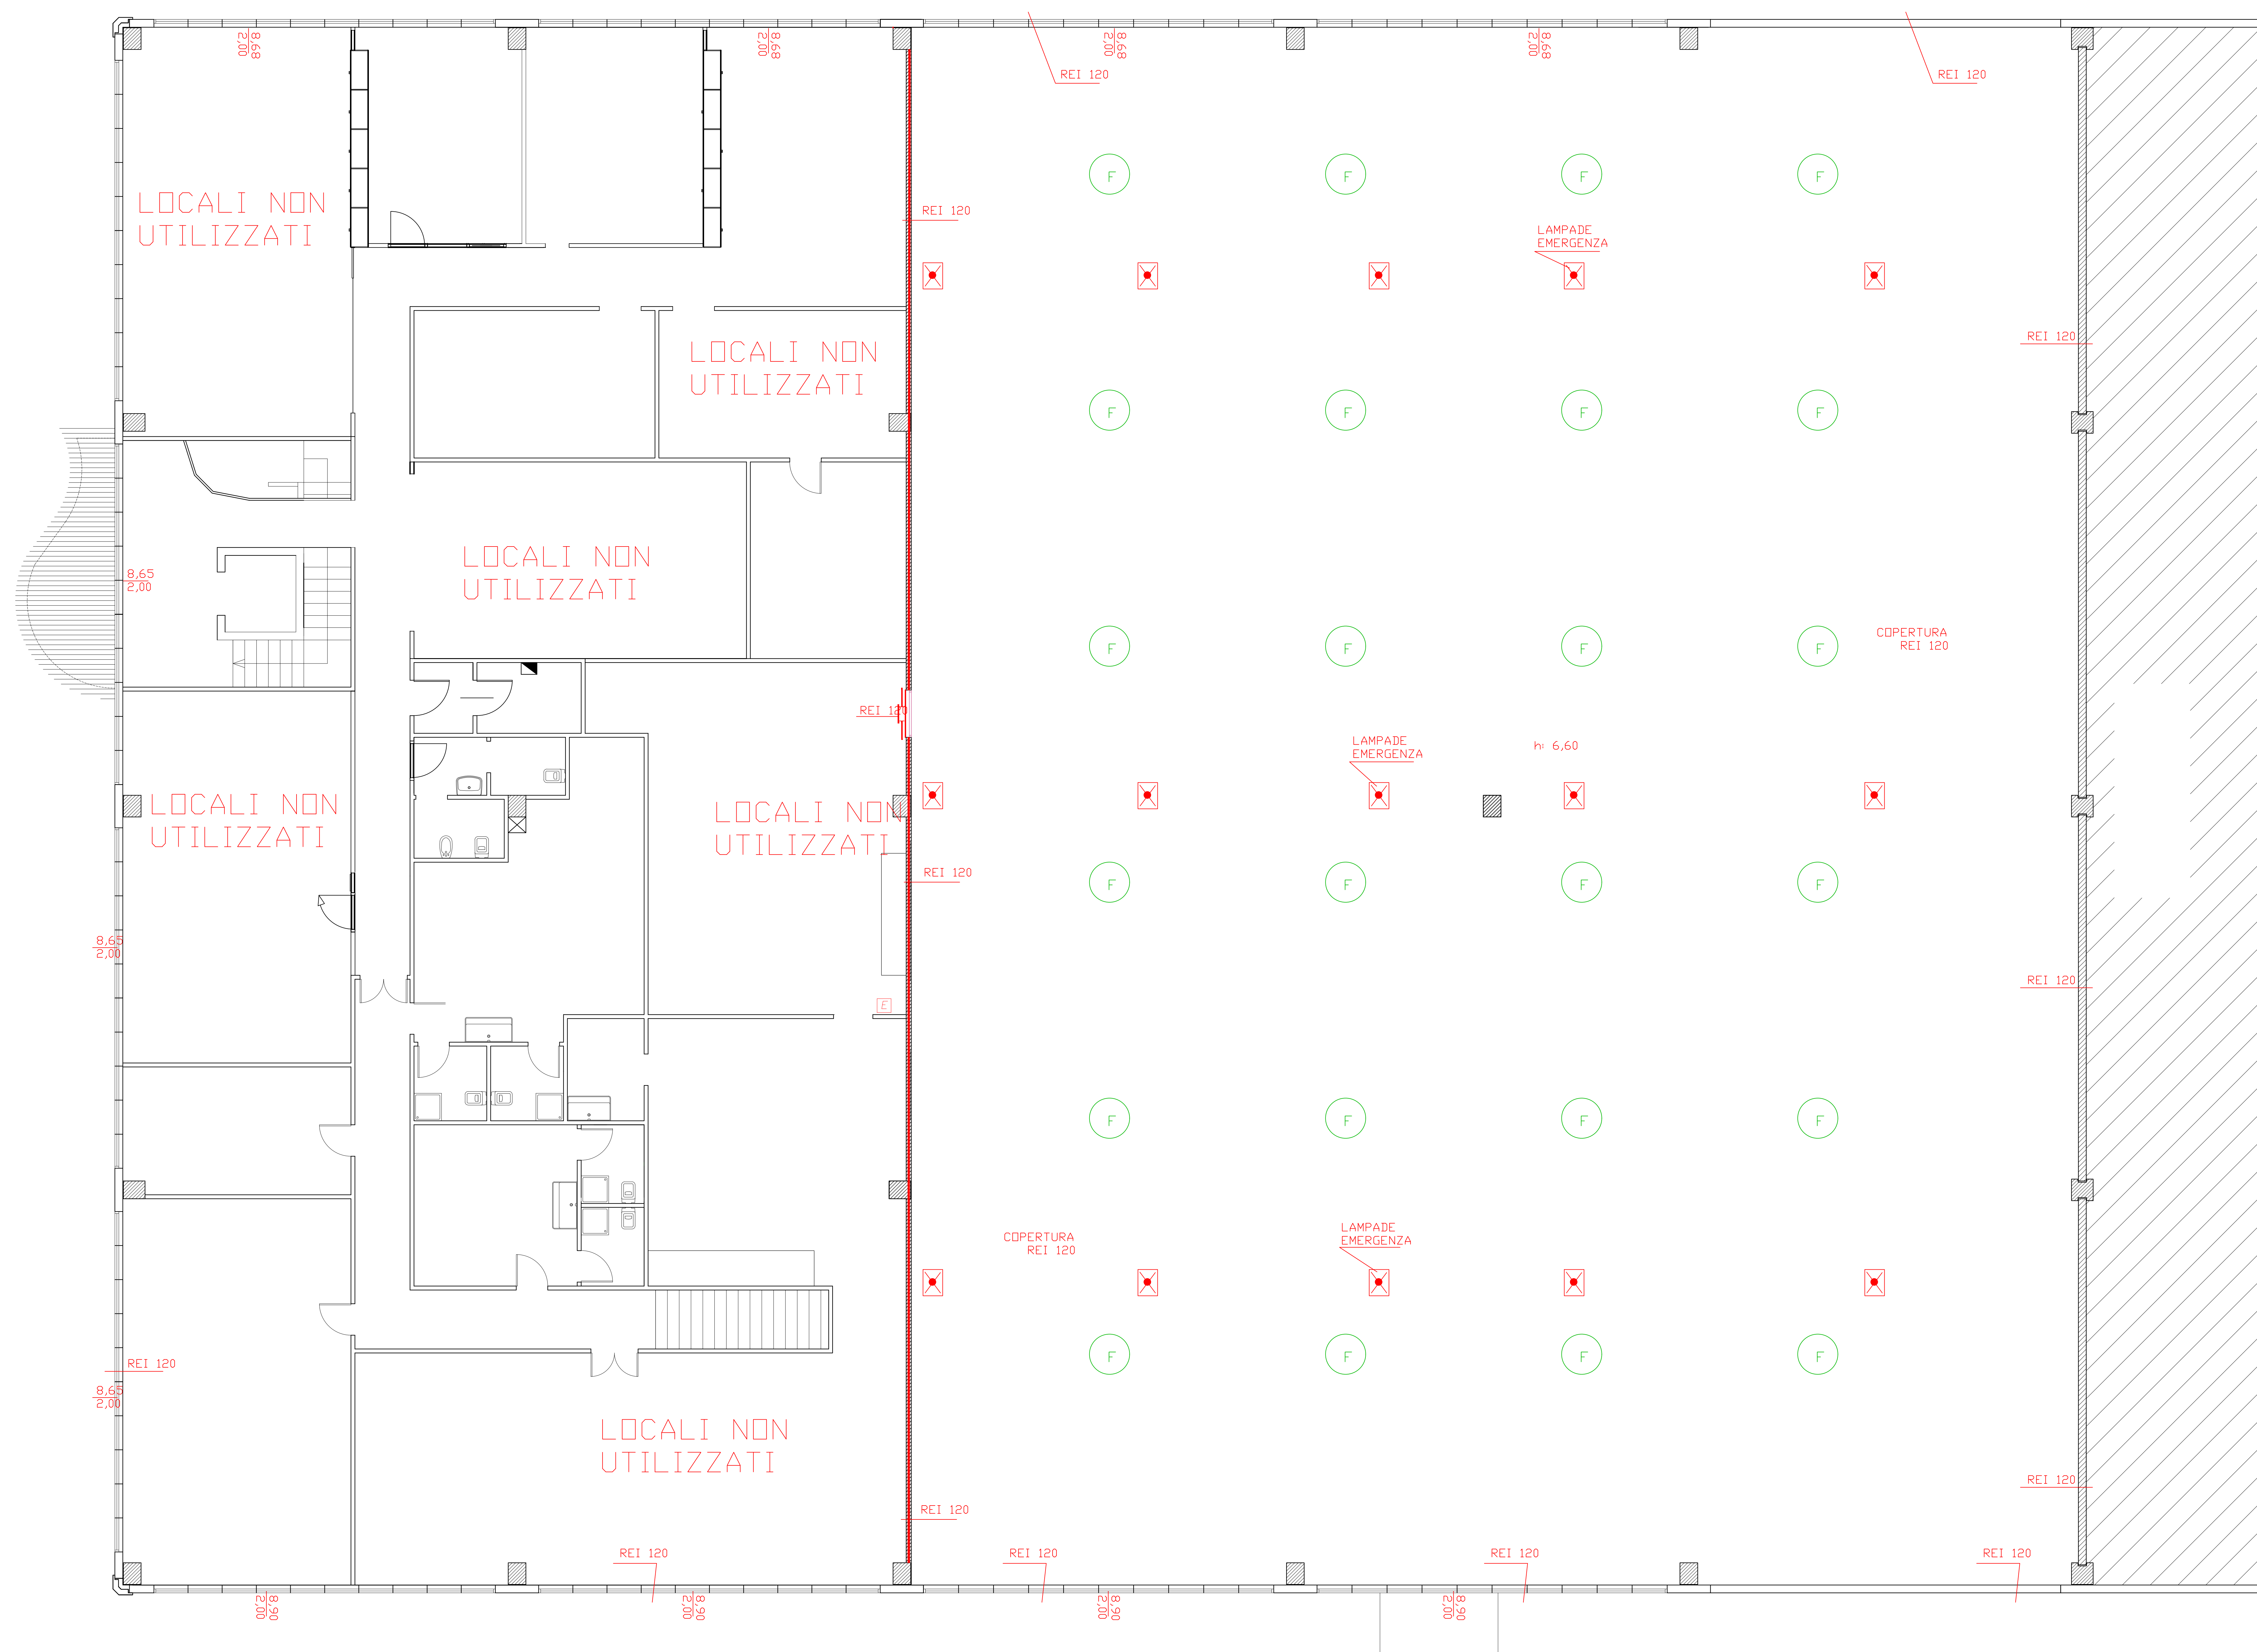 8,68
2,00
8,68
2,00
8,68
2,00
8,68
2,00
REI 120
REI 120
F
F
F
F
LOCALI NON
UTILIZZATI
REI 120
LAMPADE
EMERGENZA
REI 120
LOCALI NON
UTILIZZATI
F
F
F
F
LOCALI NON
UTILIZZATI
8,65
2,00
F
F
F
F
COPERTURA
REI 120
REI 120
LAMPADE
EMERGENZA
h: 6,60
LOCALI NON
UTILIZZATI
LOCALI NON
UTILIZZATI
REI 120
F
F
F
F
8,65
2,00
REI 120
E
F
F
F
F
COPERTURA
REI 120
LAMPADE
EMERGENZA
F
F
F
F
REI 120
8,65
2,00
LOCALI NON
UTILIZZATI
REI 120
REI 120
REI 120
REI 120
REI 120
REI 120
8,90
2,00
8,90
2,00
8,90
2,00
8,90
2,00